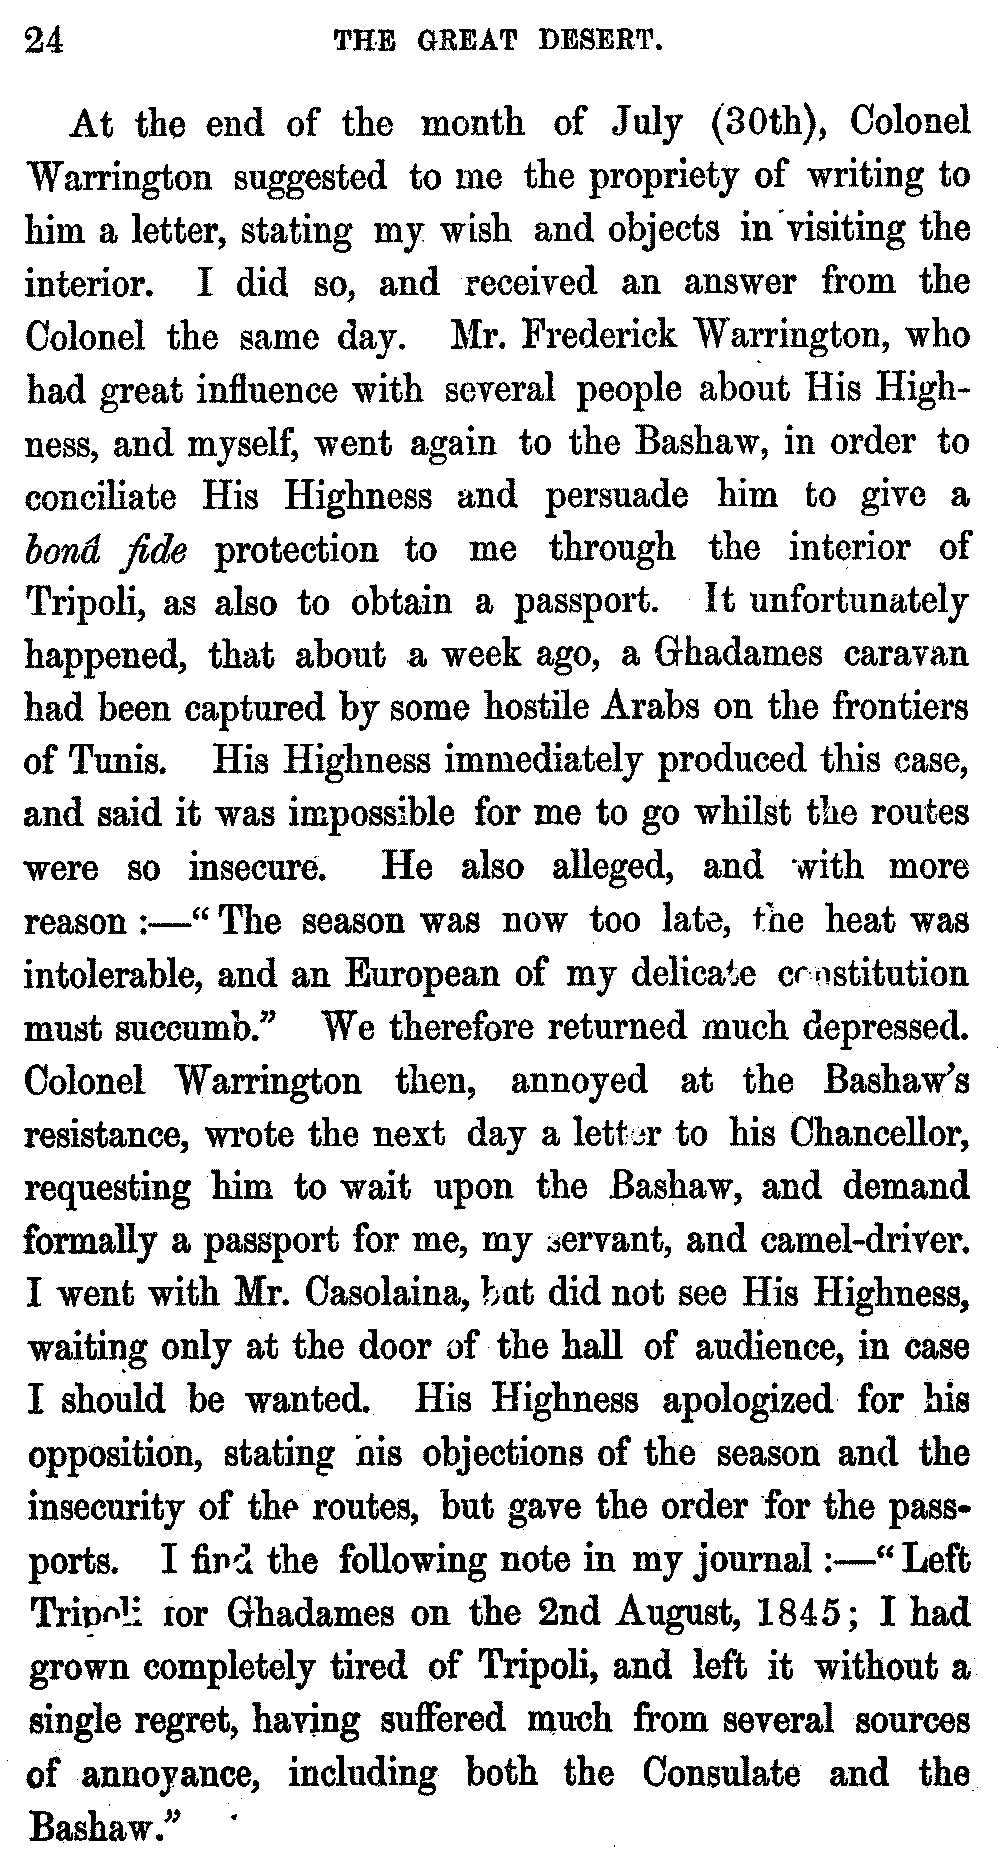 24 THE GREAT DESERT.
At the end of the month of July (30th), Colonel
Warrington suggested to me the propriety of writing to
him a letter, stating my wish and objects in visiting the
interior. I did so, and received an answer from the
Colonel the same day. Mr. Frederick Warrington, who
had great influence with several people about His High-
ness, and myself, went again to the Bashaw, in order to
conciliate His Highness and persuade him to give a
bonâ fide protection to me through the interior of
Tripoli, as also to obtain a passport. It unfortunately
happened, that about a week ago, a Ghadames caravan
had been captured by some hostile Arabs on the frontiers
of Tunis. His Highness immediately produced this case,
and said it was impossible for me to go whilst the routes
were so insecure. He also alleged, and with more
reason :—“ The season was now too late, the heat was
intolerable, and an European of my delicate constitution
must succumb.” We therefore returned much depressed.
Colonel Warrington then, annoyed at the Bashaw’s
resistance, wrote the next day a letter to his Chancellor,
requesting him to wait upon the Bashaw, and demand
formally a passport for me, my servant, and camel-driver.
I went with Mr. Casolaina, but did not see His Highness,
waiting only at the door of the hall of audience, in case
I should be wanted. His Highness apologized for his
opposition, stating his objections of the season and the
insecurity of the routes, but gave the order for the pass-
ports. I find the following note in my journal :—“ Left
Tripoli for Ghadames on the 2nd August, 1845; I had
grown completely tired of Tripoli, and left it without a
single regret, having suffered much from several sources
of annoyance, including both the Consulate and the
Bashaw.”